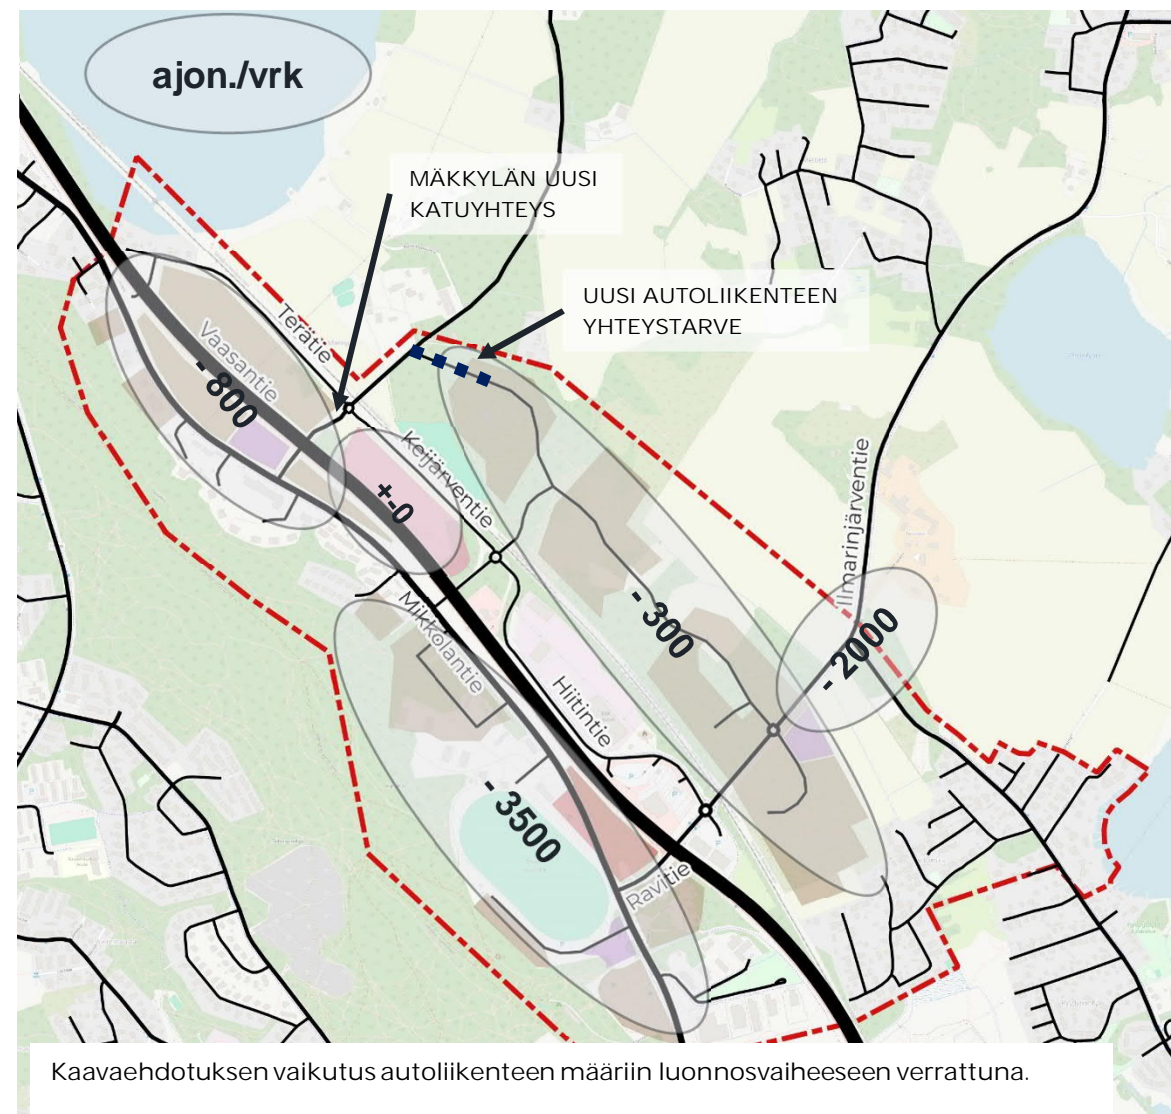 ajon./vrk
MÄKKYLÄN UUSI
KATUYHTEYS
UUSI AUTOLIIKENTEEN
YHTEYSTARVE
Terätie
Vaasantie
- 800
Keijärventie
+-0
Ilmarinjärventie
- 300
- 2000
Mikkolantie
Hiitintie
- 3500
Ravitie
Kaavaehdotuksen vaikutus autoliikenteen määriin luonnosvaiheeseen verrattuna.